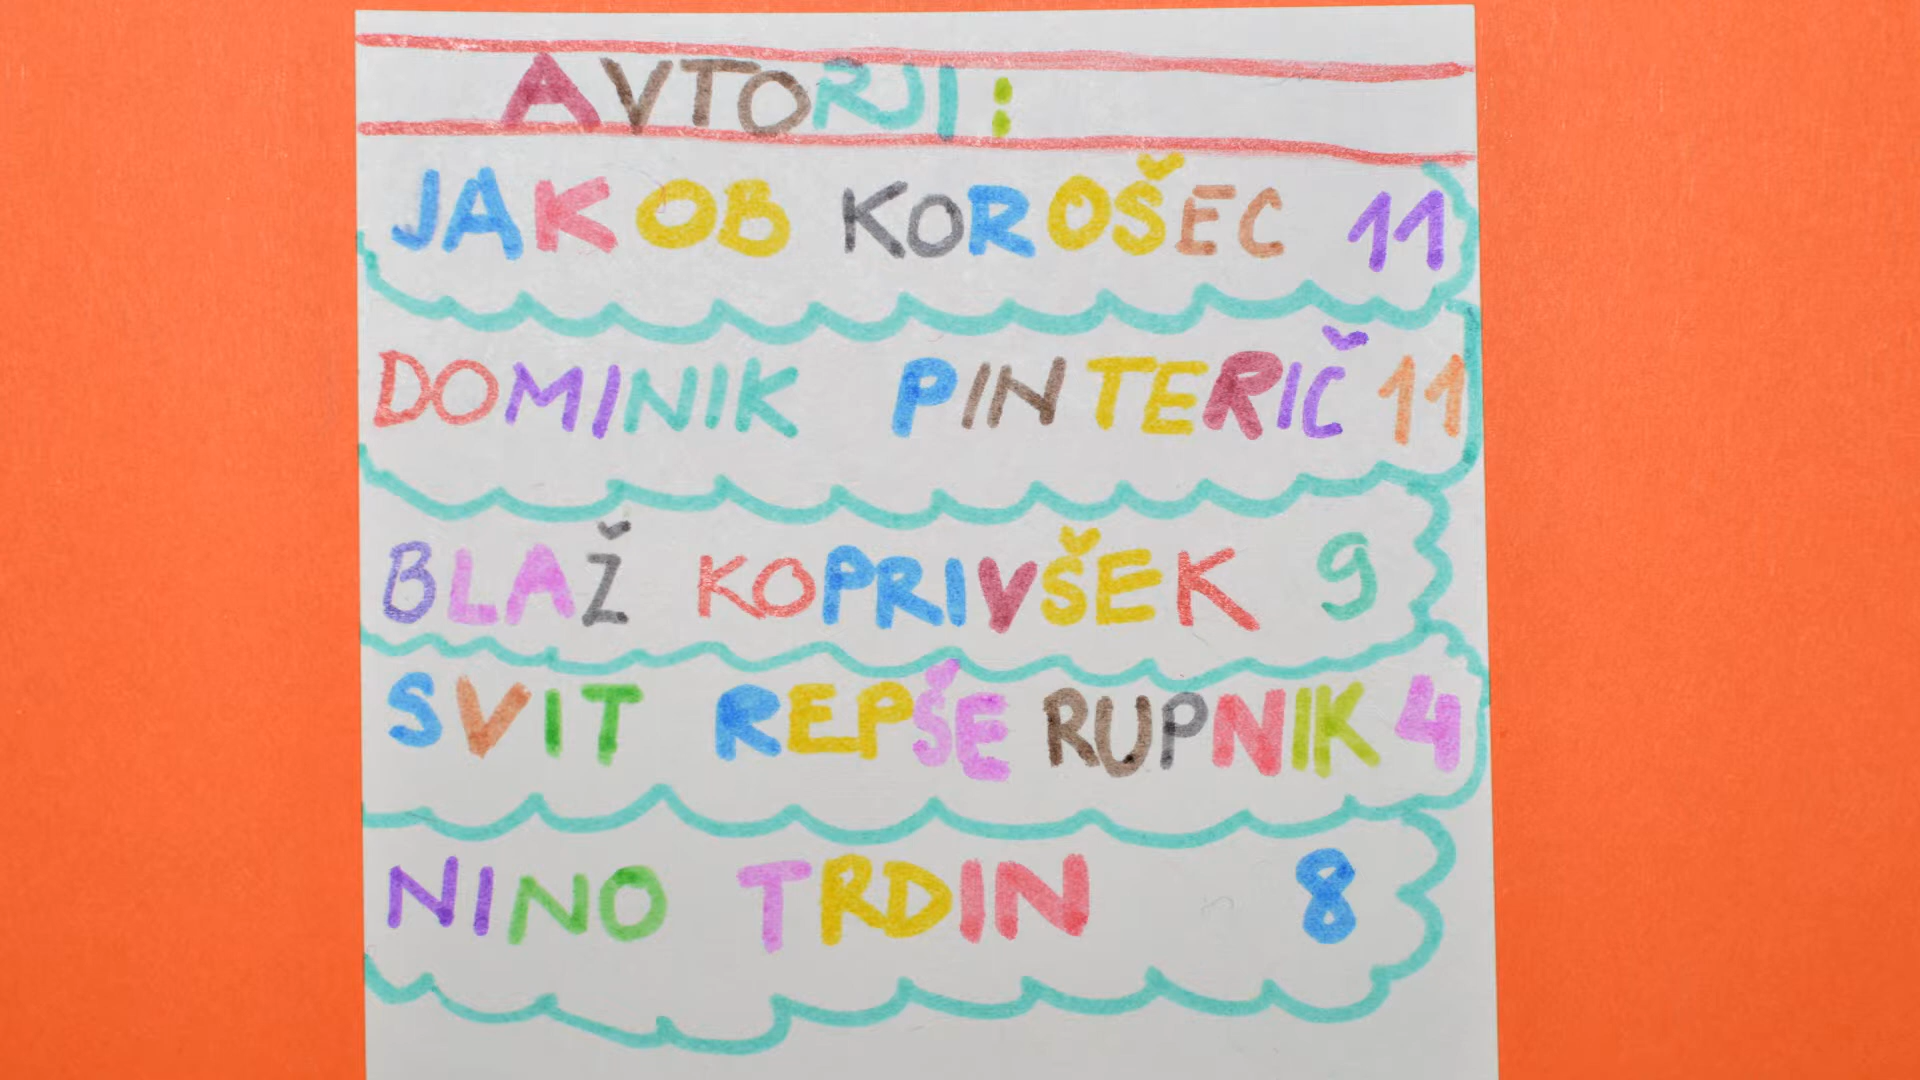 AVTORJI:
JAKOB KOROŠEC 11
DOMINIK PINTERIČ 11
BLAŽ KOPRIVŠEK 9
SVIT REPŠE RUPNIK 4
NINO TRDIN 8